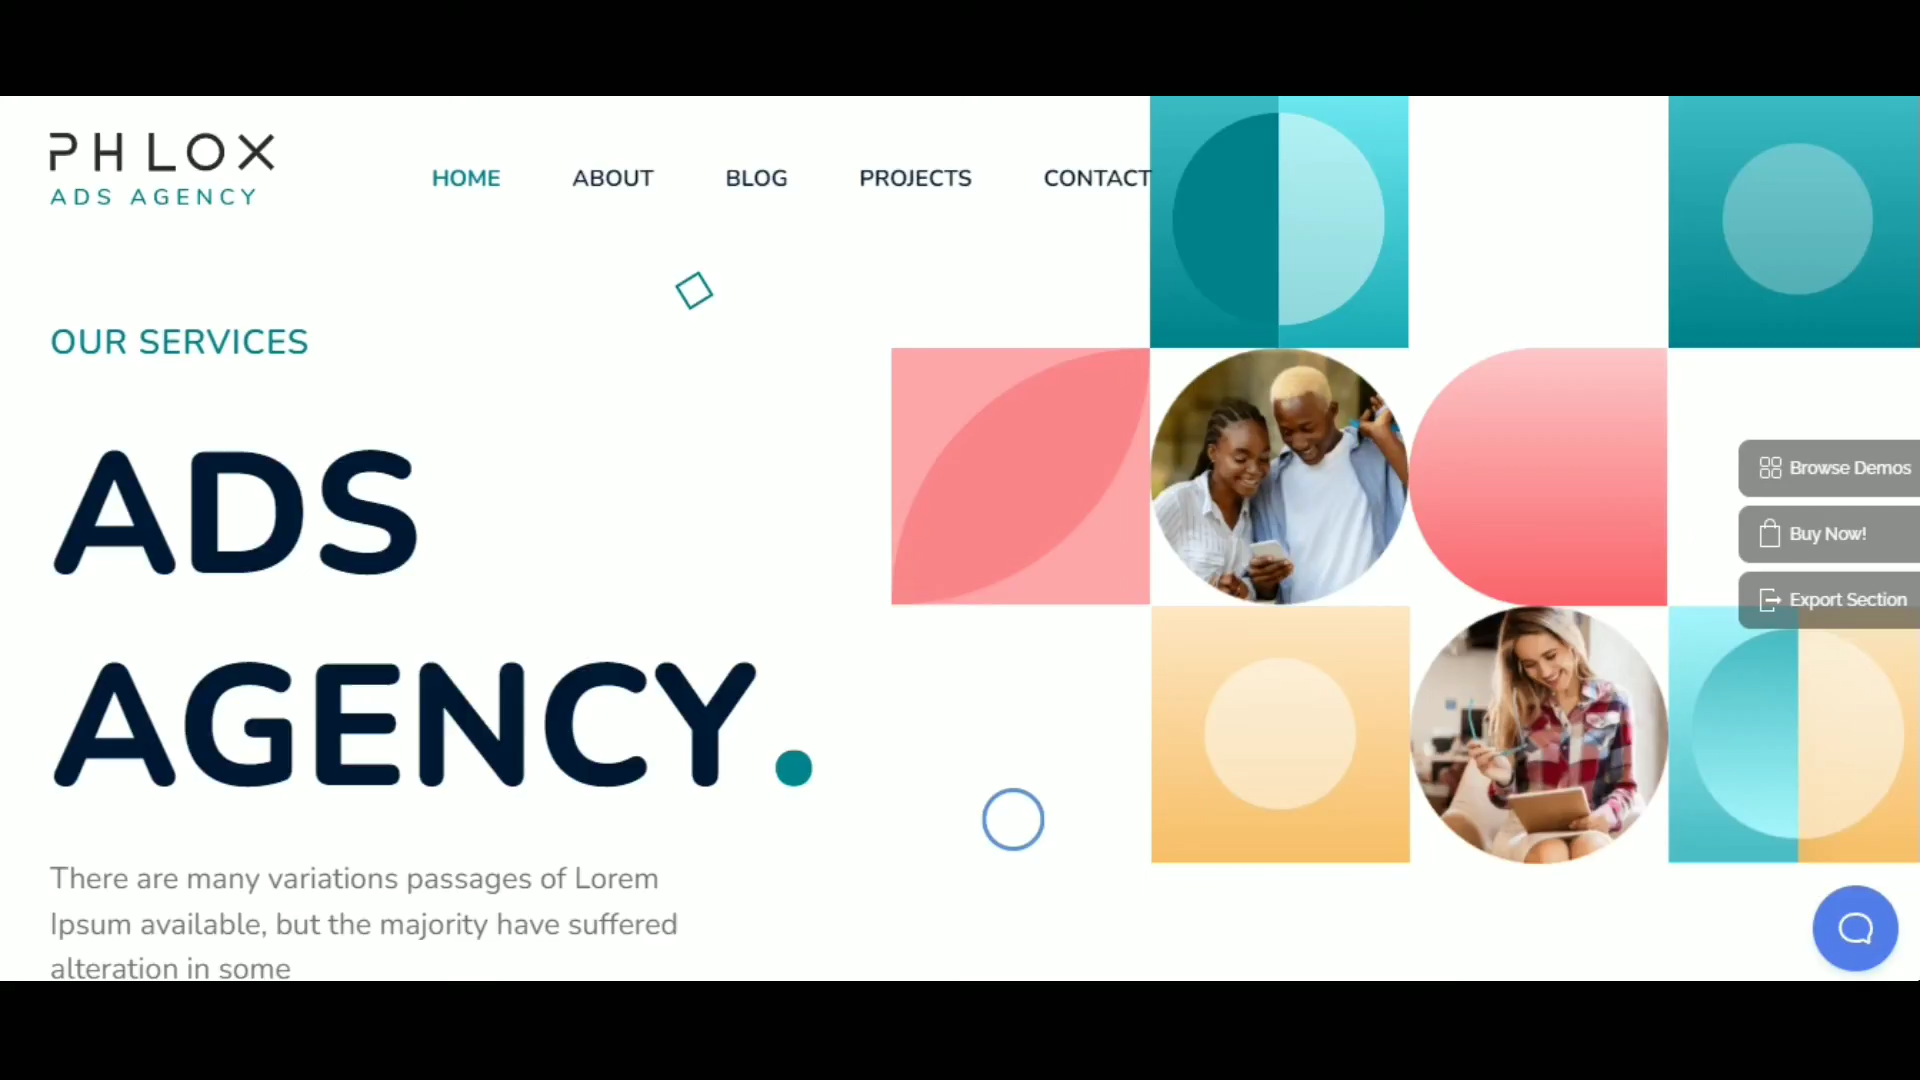 PHLOX
ADS AGENCY
HOME ABOUT BLOG PROJECTS CONTACT
OUR SERVICES
ADS
AGENCY.
There are many variations passages of Lorem
Ipsum available, but the majority have suffered
alteration in some
Browse Demos
Buy Now!
Export Section